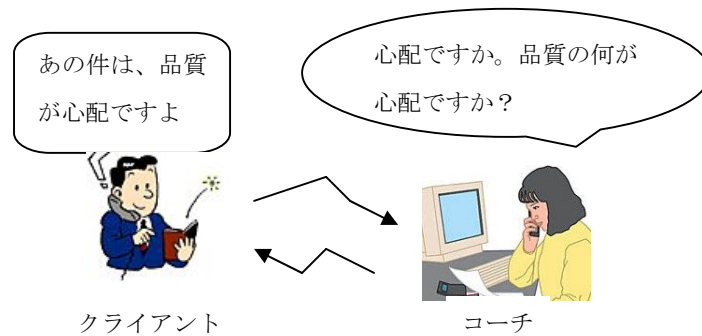 あの件は、品質
が心配ですよ
心配ですか。品質の何が
心配ですか？
クライアント
コーチ